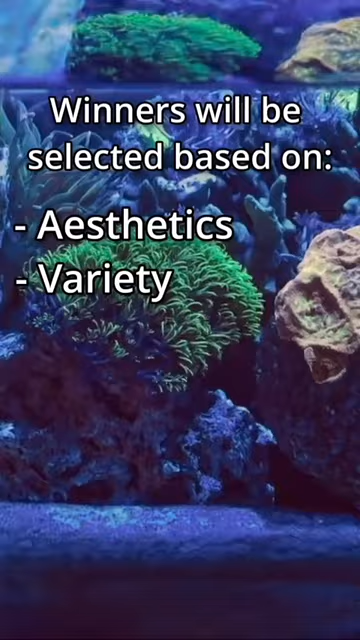 Winners will be
selected based on:
- Aesthetics
- Variety